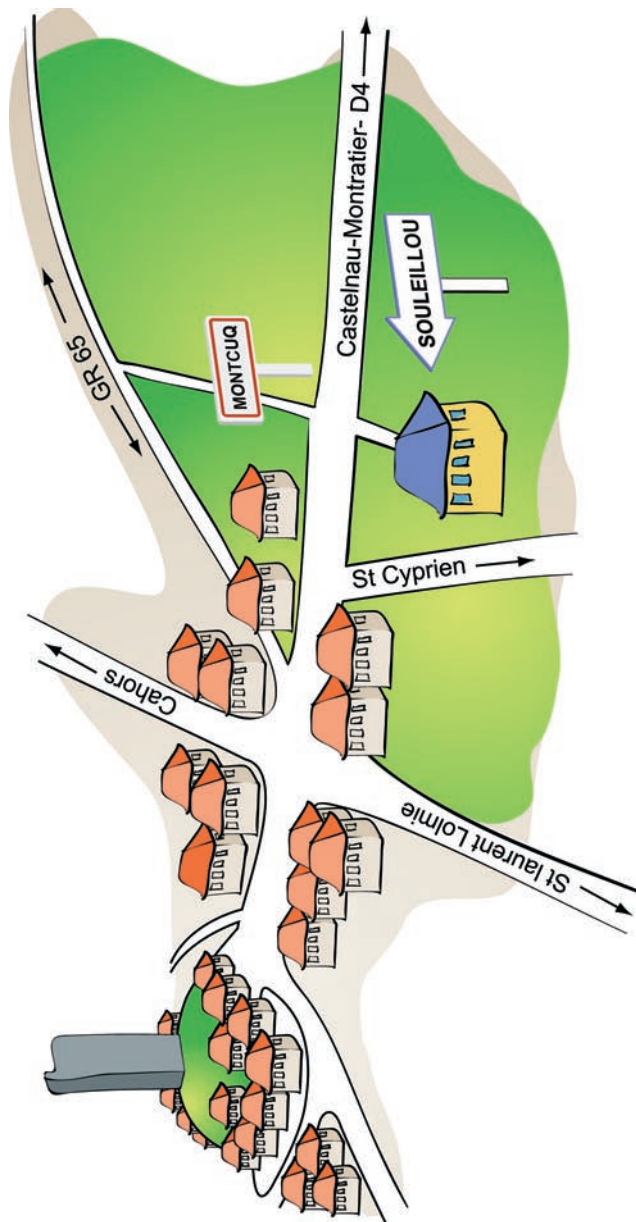 Castelnau-Montratier- D4
SOULEILLOU
GR 65
MONTCUQ
St Cyprien
Cahors
St laurent Lolmie